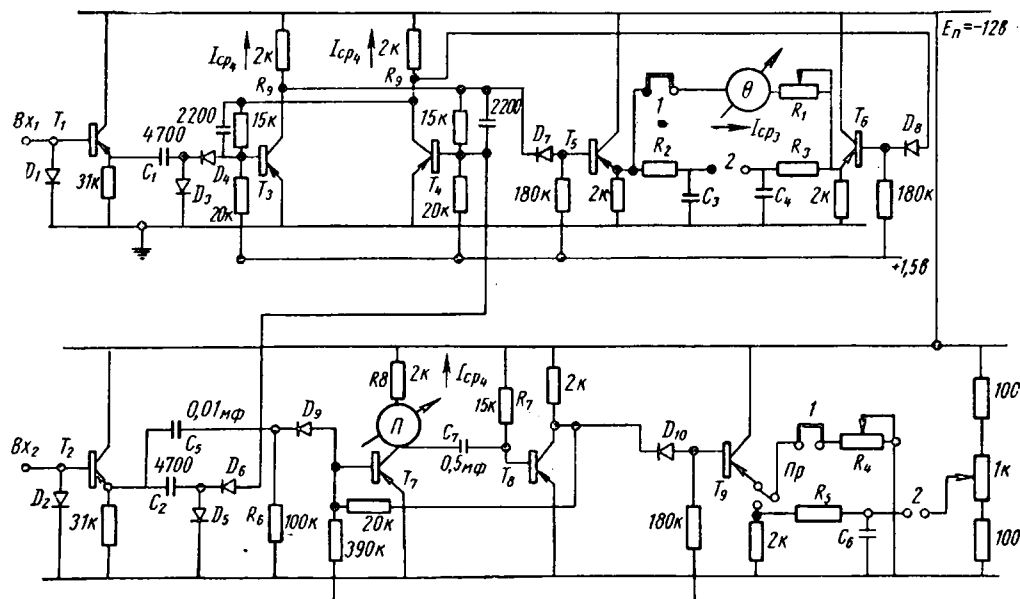 Eп=-12в
Iср4
2к
Iср4
2к
R9
R9
Вх1
T1
4700
2200
15к
15к
2200
1
θ
R1
T6
D8
Iср3
D7
T5
D1
31к
C1
D3
D4
20к
T3
T4
20к
180к
2к
R2
C3
2
C4
R3
2к
180к
+1,5в
R8
2к
Iср4
R7
15к
2к
100
0,01мф
C5
D9
П
C7
0,5мф
D10
1
R4
Вх2
T2
4700
C2
D6
T7
T8
T9
Пр
1к
D2
31к
D5
R6
100к
20к
390к
180к
2к
R5
C6
2
100